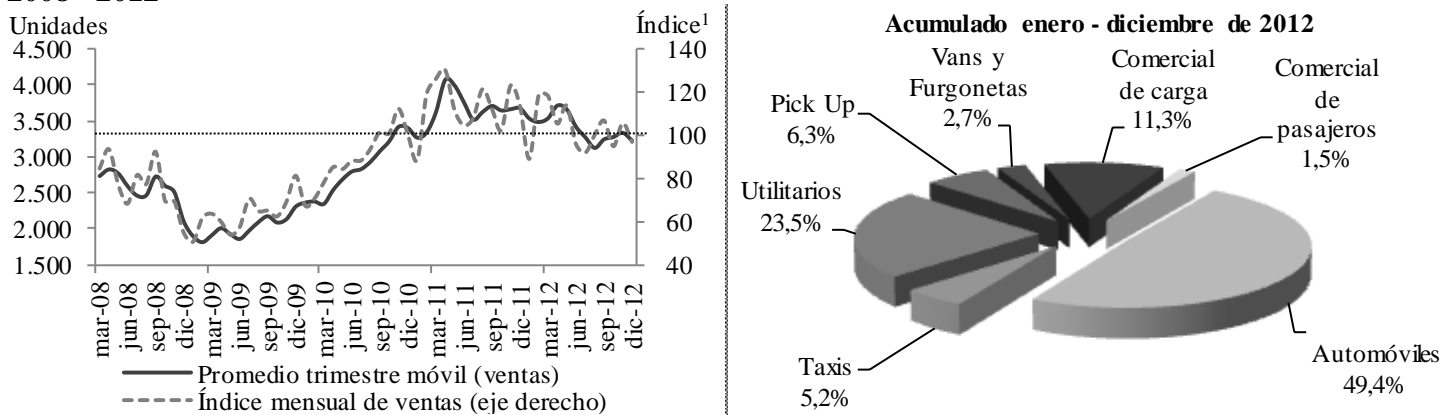 Unidades
Índice¹
4.500
4.000
3.500
3.000
2.500
2.000
1.500
140
120
100
80
60
40
mar-08
jun-08
sep-08
dic-08
mar-09
jun-09
sep-09
dic-09
mar-10
jun-10
sep-10
dic-10
mar-11
jun-11
sep-11
dic-11
mar-12
jun-12
sep-12
dic-12
Promedio trimestre móvil (ventas)
Índice mensual de ventas (eje derecho)
Acumulado enero - diciembre de 2012
Vans y
Furgonetas
2,7%
Comercial
de carga
11,3%
Comercial
de
pasajeros
1,5%
Pick Up
6,3%
Utilitarios
23,5%
Taxis
5,2%
Automóviles
49,4%